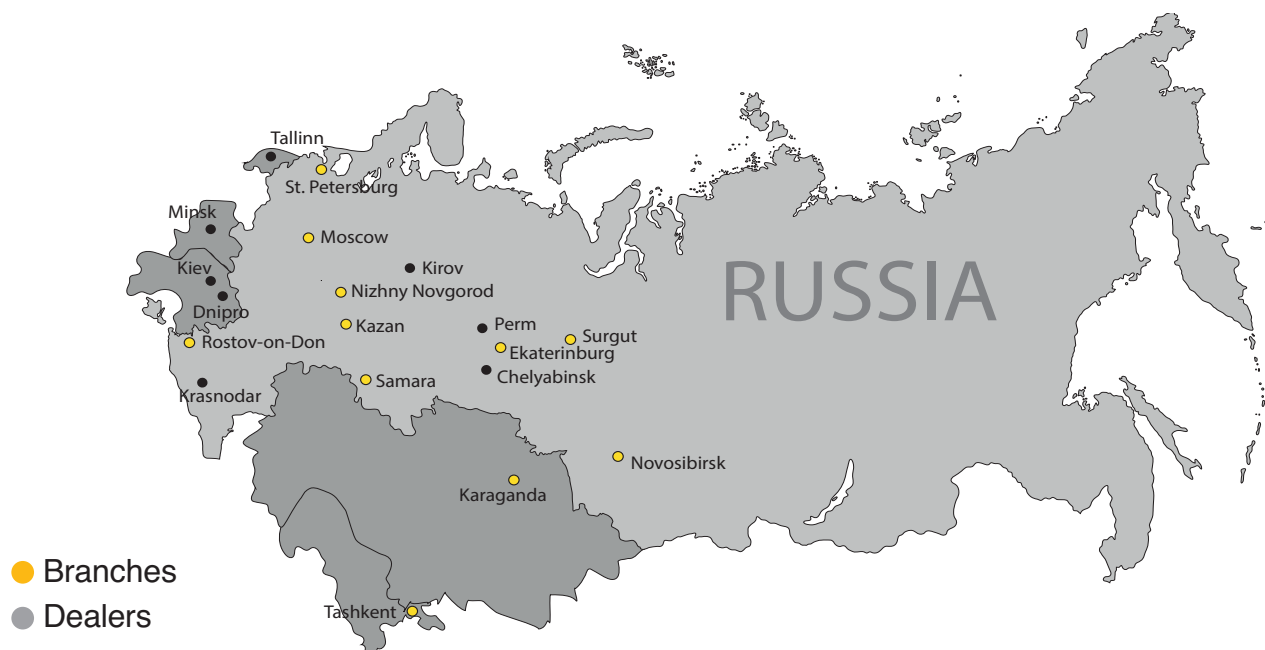 Tallinn
St. Petersburg
Minsk
Moscow
Kiev
Kirov
Nizhny Novgorod
Dnipro
Kazan
Perm
Surgut
Rostov-on-Don
Ekaterinburg
Chelyabinsk
Samara
Krasnodar
RUSSIA
Novosibirsk
Karaganda
Branches
Dealers
Tashkent